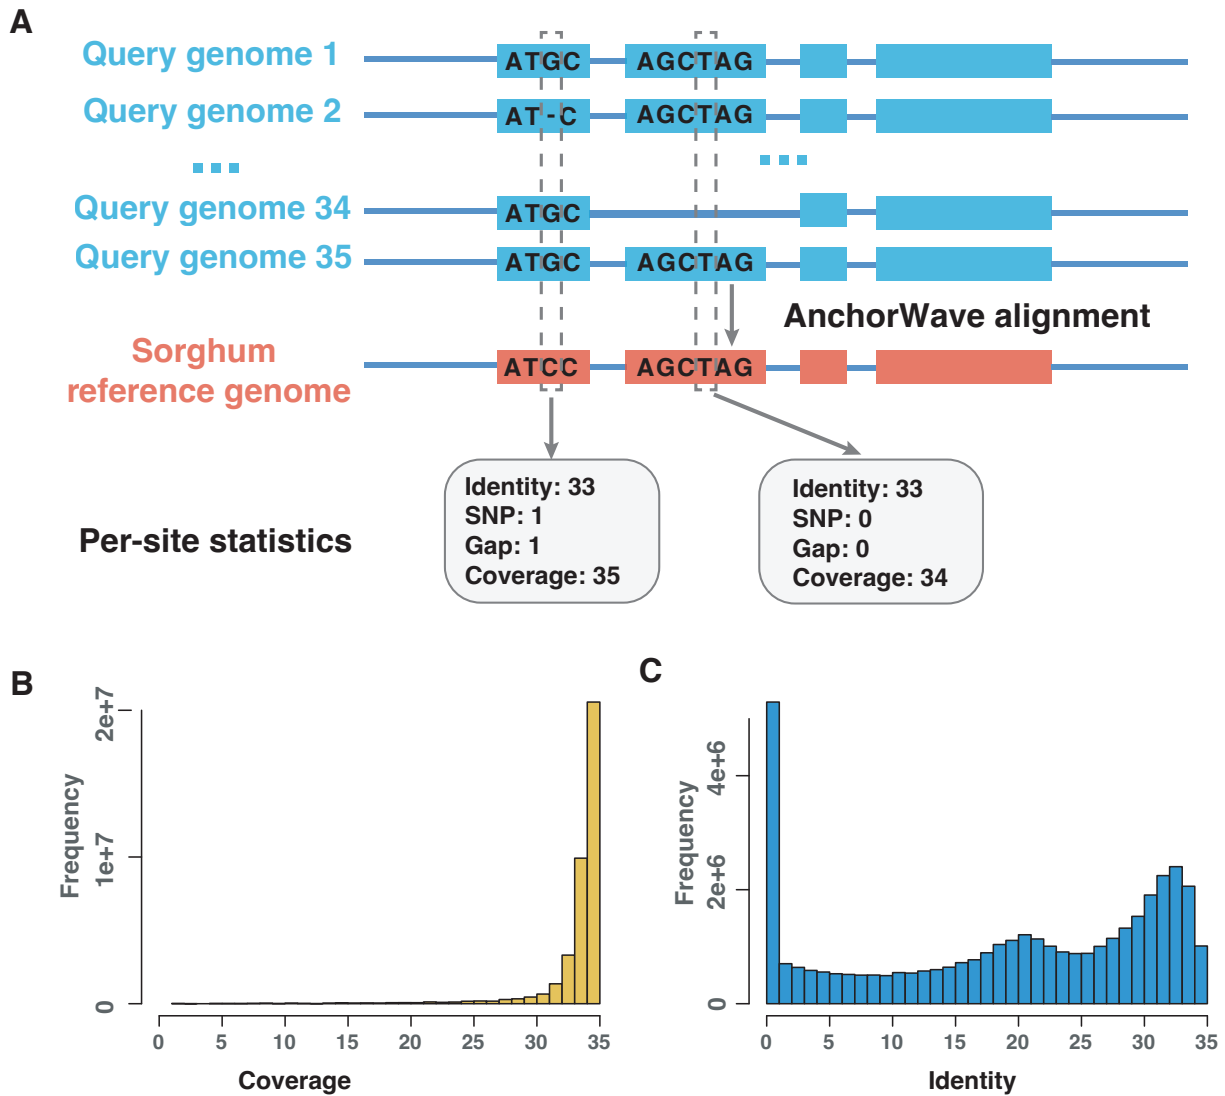 A
Query genome 1
ATGC
AGCTAG
Query genome 2
AT-C
AGCTAG
Query genome 34
ATGC
Query genome 35
ATGC
AGCTAG
AnchorWave alignment
Sorghum
reference genome
ATCC
AGCTAG
Per-site statistics
Identity: 33
SNP: 1
Gap: 1
Coverage: 35
Identity: 33
SNP: 0
Gap: 0
Coverage: 34
B
Frequency
0
1e+7
2e+7
0 5 10 15 20 25 30 35
Coverage
C
Frequency
0
2e+6
4e+6
0 5 10 15 20 25 30 35
Identity